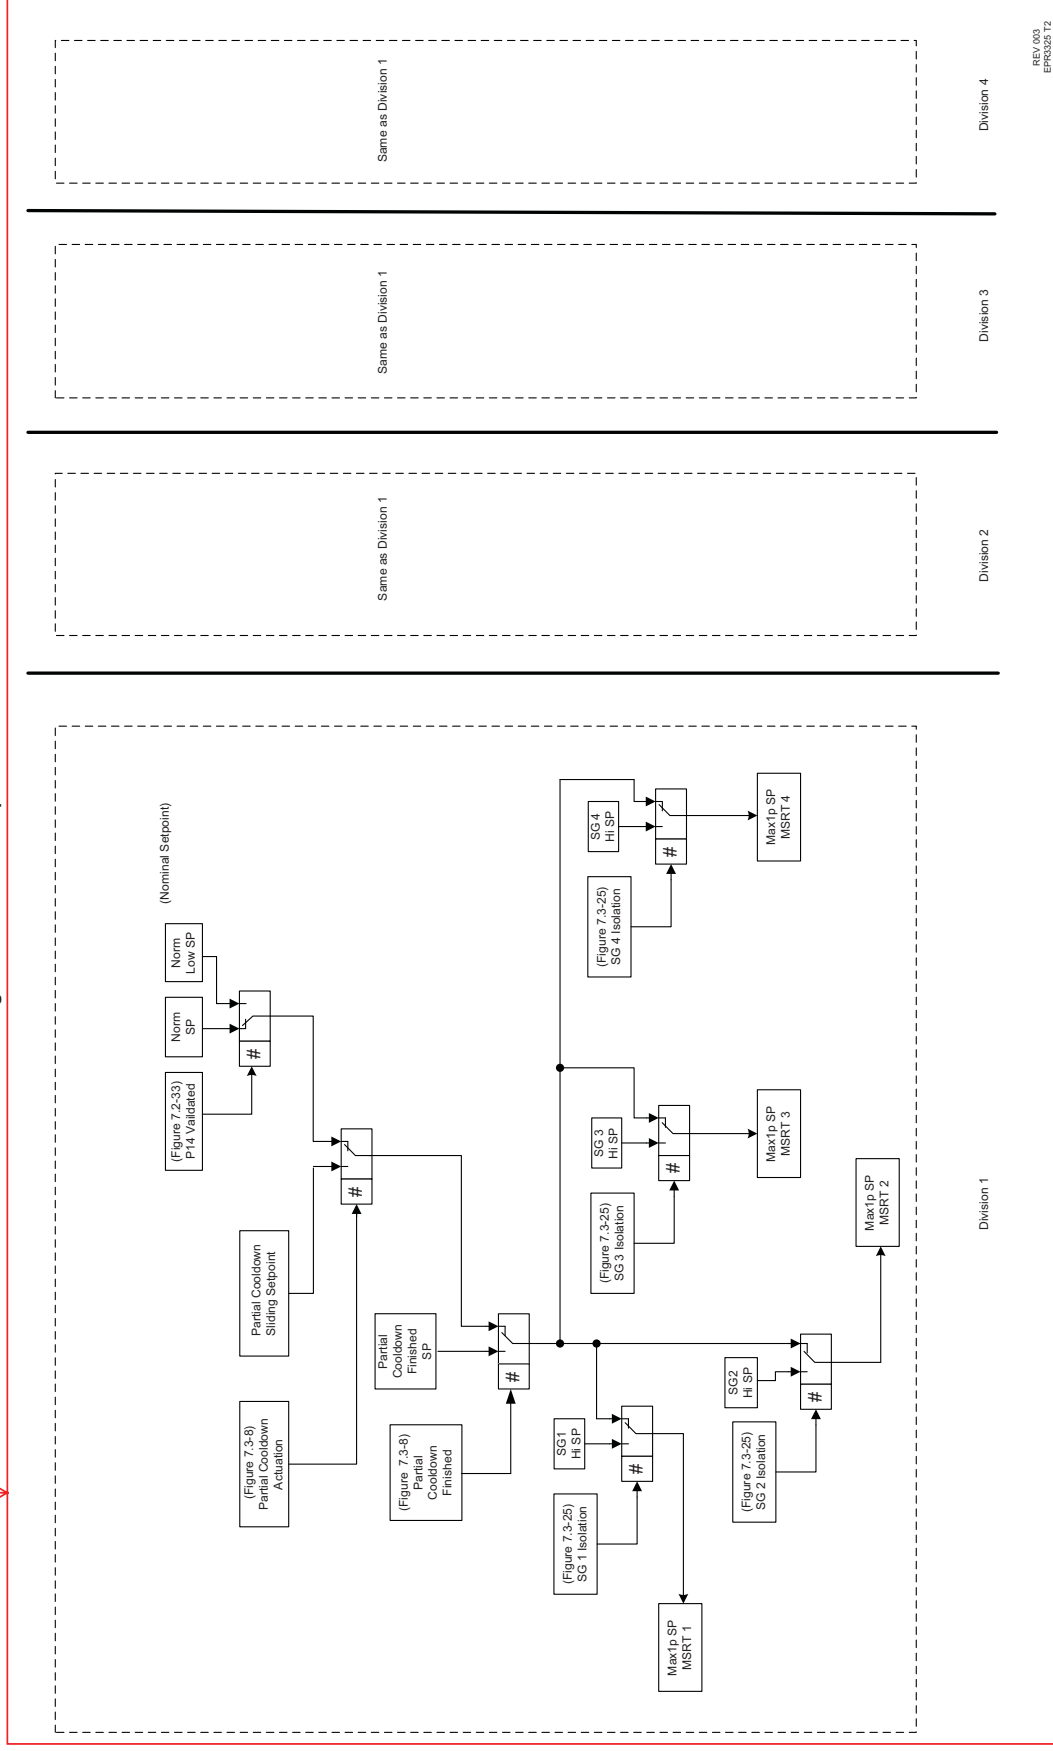 (Nominal Setpoint)
(Figure 7.2-33)
P14 Vaildated
Norm
SP
Norm
Low SP
#
Partial Cooldown
Sliding Setpoint
(Figure 7.3-8)
Partial Cooldown
Actuation
#
Partial
Cooldown
Finished
SP
(Figure 7.3-8)
Partial
Cooldown
Finished
#
SG1
Hi SP
(Figure 7.3-25)
SG 1 Isolation
#
Max1p SP
MSRT 1
SG2
Hi SP
(Figure 7.3-25)
SG 2 Isolation
#
Max1p SP
MSRT 2
SG 3
Hi SP
(Figure 7.3-25)
SG 3 Isolation
#
Max1p SP
MSRT 3
SG 4
Hi SP
(Figure 7.3-25)
SG 4 Isolation
#
Max1p SP
MSRT 4
Division 1
Same as Division 1
Division 2
Same as Division 1
Division 3
Same as Division 1
Division 4
REV 003
EPR3325 T2